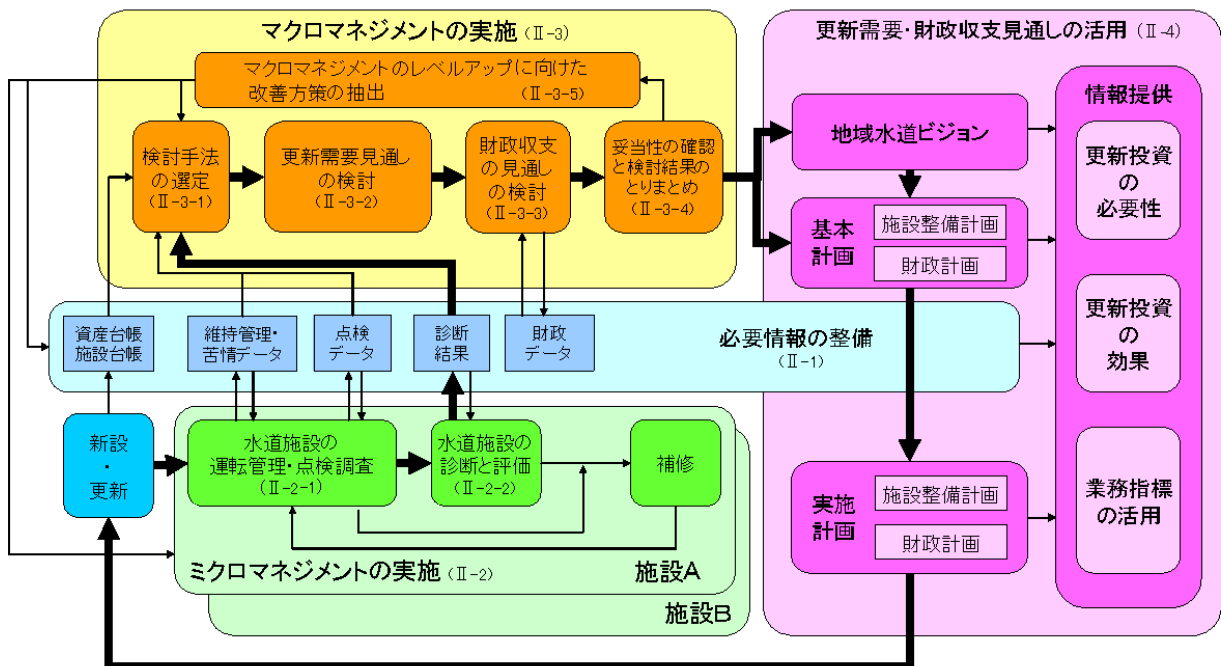 マクロマネジメントの実施(Ⅱ-3)
マクロマネジメントのレベルアップに向けた
改善方策の抽出 (Ⅱ-3-5)
検討手法
の選定
(Ⅱ-3-1)
更新需要見通し
の検討
(Ⅱ-3-2)
財政収支
の見通し
の検討
(Ⅱ-3-3)
妥当性の確認
と検討結果の
とりまとめ
(Ⅱ-3-4)
更新需要・財政収支見通しの活用(Ⅱ-4)
地域水道ビジョン
基本
計画
施設整備計画
財政計画
実施
計画
施設整備計画
財政計画
情報提供
更新投資
の
必要性
更新投資
の
効果
業務指標
の活用
資産台帳
施設台帳
維持管理・
苦情データ
点検
データ
診断
結果
財政
データ
必要情報の整備
(Ⅱ-1)
新設
・
更新
水道施設の
運転管理・点検調査
(Ⅱ-2-1)
水道施設の
診断と評価
(Ⅱ-2-2)
補修
ミクロマネジメントの実施(Ⅱ-2)
施設A
施設B